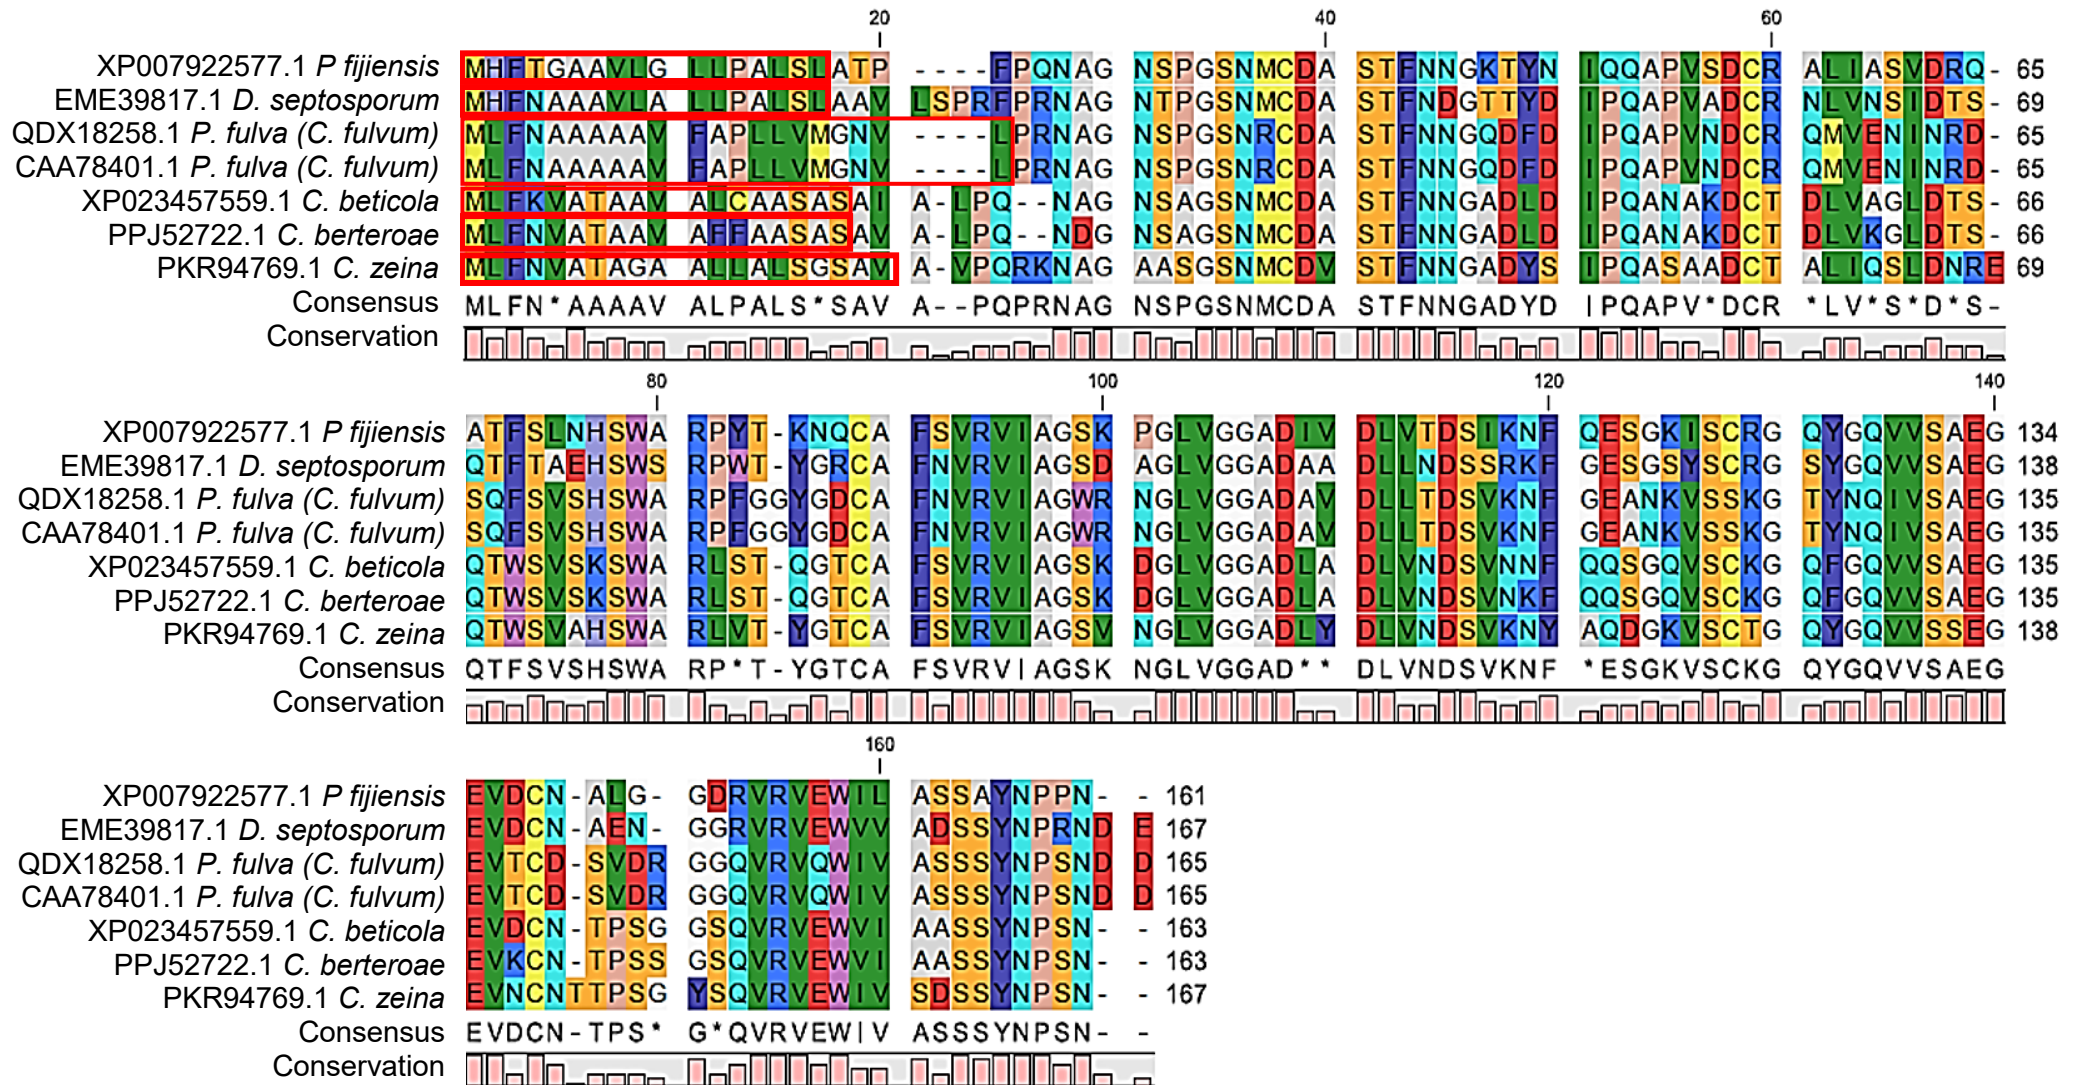 20 40 60
XP007922577.1 P fijiensis MHFTGAAVLG LLPALSLATP ----FPQNAG NSPGSNMCDA STFNNGKTYN IQQAPVSDCR ALIASVDRQ- 65
EME39817.1 D. septosporum MHFNAAAVLA LLPALSLAAV LSPRFPRNAG NTPGSNMCDA STFNDGTTYD IPQAPVADCR NLVNSIDTS- 69
QDX18258.1 P. fulva (C. fulvum) MLFNAAAAAV FAPLLVMGNV ----LPRNAG NSPGSNRCDA STFNNGQDFD IPQAPVNDCR QMVENINRD- 65
CAA78401.1 P. fulva (C. fulvum) MLFNAAAAAV FAPLLVMGNV ----LPRNAG NSPGSNRCDA STFNNGQDFD IPQAPVNDCR QMVENINRD- 65
XP023457559.1 C. beticola MLFKVATAAV ALCAASASAI A-LPQ--NAG NSAGSNMCDA STFNNGADLD IPQANAKDCT DLVAGLDTS- 66
PPJ52722.1 C. berteroae MLFNVATAAV AFFAASASAV A-LPQ--NDG NSAGSNMCDA STFNNGADLD IPQANAKDCT DLVKGLDTS- 66
PKR94769.1 C. zeina MLFNVATAGA ALLALSGSAV A-VPQRKNAG AASGSNMCDV STFNNGADYS IPQASAADCT ALIQSLDNRE 69
Consensus MLFN*AAAAV ALPALS*SAV A--PQPRNAG NSPGSNMCDA STFNNGADYD IPQAPV*DCR *LV*S*D*S-
Conservation
80 100 120 140
XP007922577.1 P fijiensis ATFSLNHSWA RPYT-KNQCA FSVRVIAGSK PGLVGGADIV DLVTDSIKNF QESGKISCRG QYGQVVSAEG 134
EME39817.1 D. septosporum QTFTAEHSWS RPWT-YGRCA FNVRVIAGSD AGLVGGADAA DLLNDSSRKF GESGSYSCRG SYGQVVSAEG 138
QDX18258.1 P. fulva (C. fulvum) SQFSVSHSWA RPFGGYGDCA FNVRVIAGWR NGLVGGADAV DLLTDSVKNF GEANKVSSKG TYNQIVSAEG 135
CAA78401.1 P. fulva (C. fulvum) SQFSVSHSWA RPFGGYGDCA FNVRVIAGWR NGLVGGADAV DLLTDSVKNF GEANKVSSKG TYNQIVSAEG 135
XP023457559.1 C. beticola QTWSVSKSWA RLST-QGTCA FSVRVIAGSK DGLVGGADLA DLVNDSVNNF QQSGQVSCKG QFGQVVSAEG 135
PPJ52722.1 C. berteroae QTWSVSKSWA RLST-QGTCA FSVRVIAGSK DGLVGGADLA DLVNDSVNKF QQSGQVSCKG QFGQVVSAEG 135
PKR94769.1 C. zeina QTWSVAHSWA RLVT-YGTCA FSVRVIAGSV NGLVGGADLY DLVNDSVKNY AQDGKVSCTG QYGQVVSSEG 138
Consensus QTFSVSHSWA RP*T-YGTCA FSVRVIAGSK NGLVGGAD** DLVNDSVKNF *ESGKVSCKG QYGQVVSAEG
Conservation
160
XP007922577.1 P fijiensis EVDCN-ALG- GDRVRVEWIL ASSAYNPPN- - 161
EME39817.1 D. septosporum EVDCN-AEN- GGRVRVEWVV ADSSYNPRND E 167
QDX18258.1 P. fulva (C. fulvum) EVTCD-SVDR GGQVRVQWIV ASSSYNPSND D 165
CAA78401.1 P. fulva (C. fulvum) EVTCD-SVDR GGQVRVQWIV ASSSYNPSND D 165
XP023457559.1 C. beticola EVDCN-TPSG GSQVRVEWVI AASSYNPSN- - 163
PPJ52722.1 C. berteroae EVKCN-TPSS GSQVRVEWVI AASSYNPSN- - 163
PKR94769.1 C. zeina EVNCNTTPSG YSQVRVEWIV SDSSYNPSN- - 167
Consensus EVDCN-TPS* G*QVRVEWIV ASSSYNPSN- -
Conservation